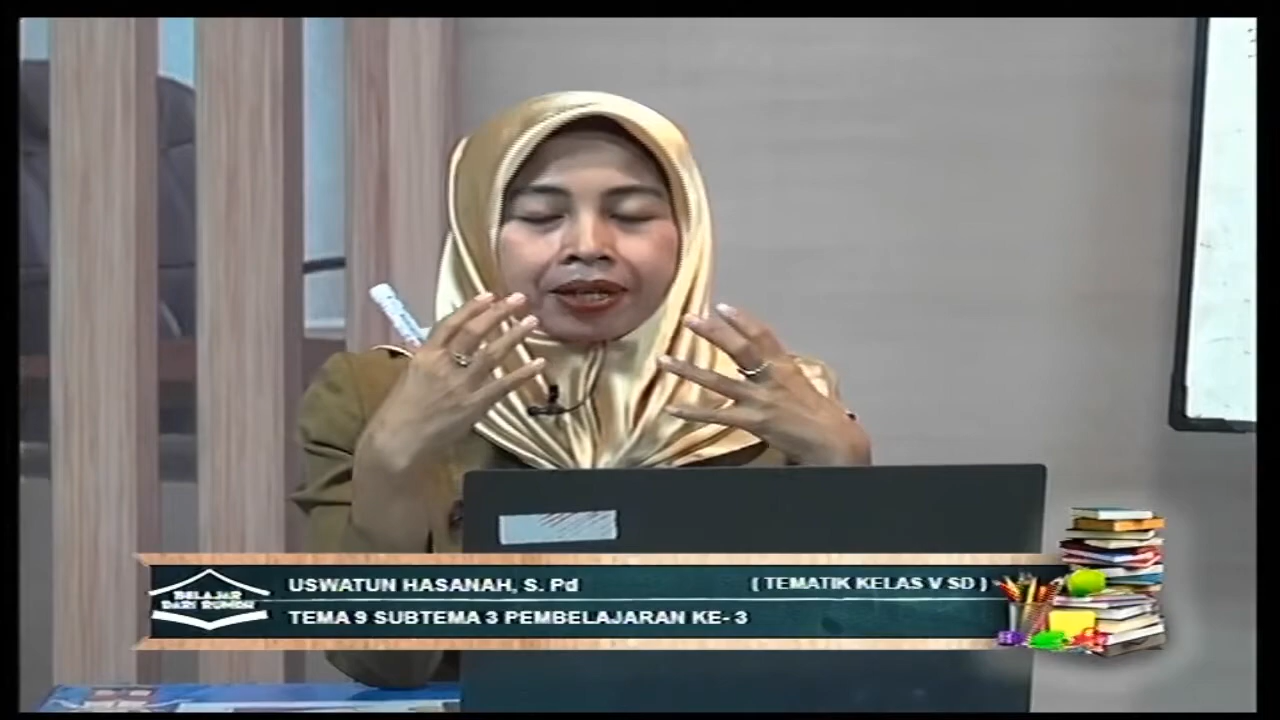 USWATUN HASANAH, S. Pd
( TEMATIK KELAS V SD )
BELAJAR
DARI RUMAH
TEMA 9 SUBTEMA 3 PEMBELAJARAN KE- 3